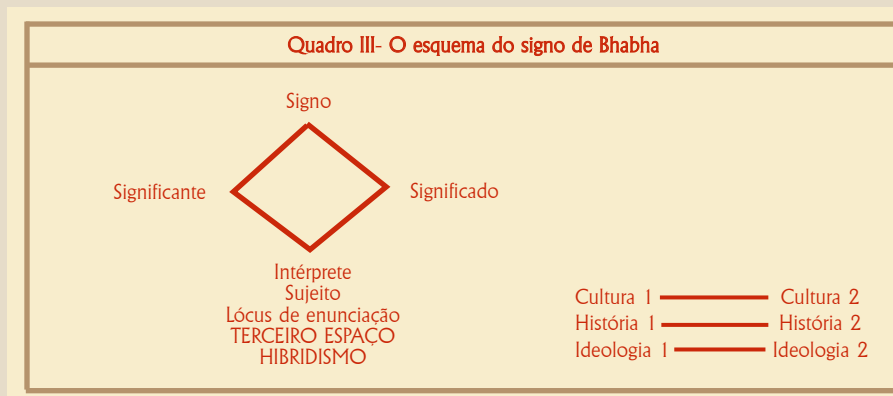 Quadro III- O esquema do signo de Bhabha
Signo
Significante Significado
Intérprete
Sujeito
Lócus de enunciação
TERCEIRO ESPAÇO
HIBRIDISMO
Cultura 1 Cultura 2
História 1 História 2
Ideologia 1 Ideologia 2